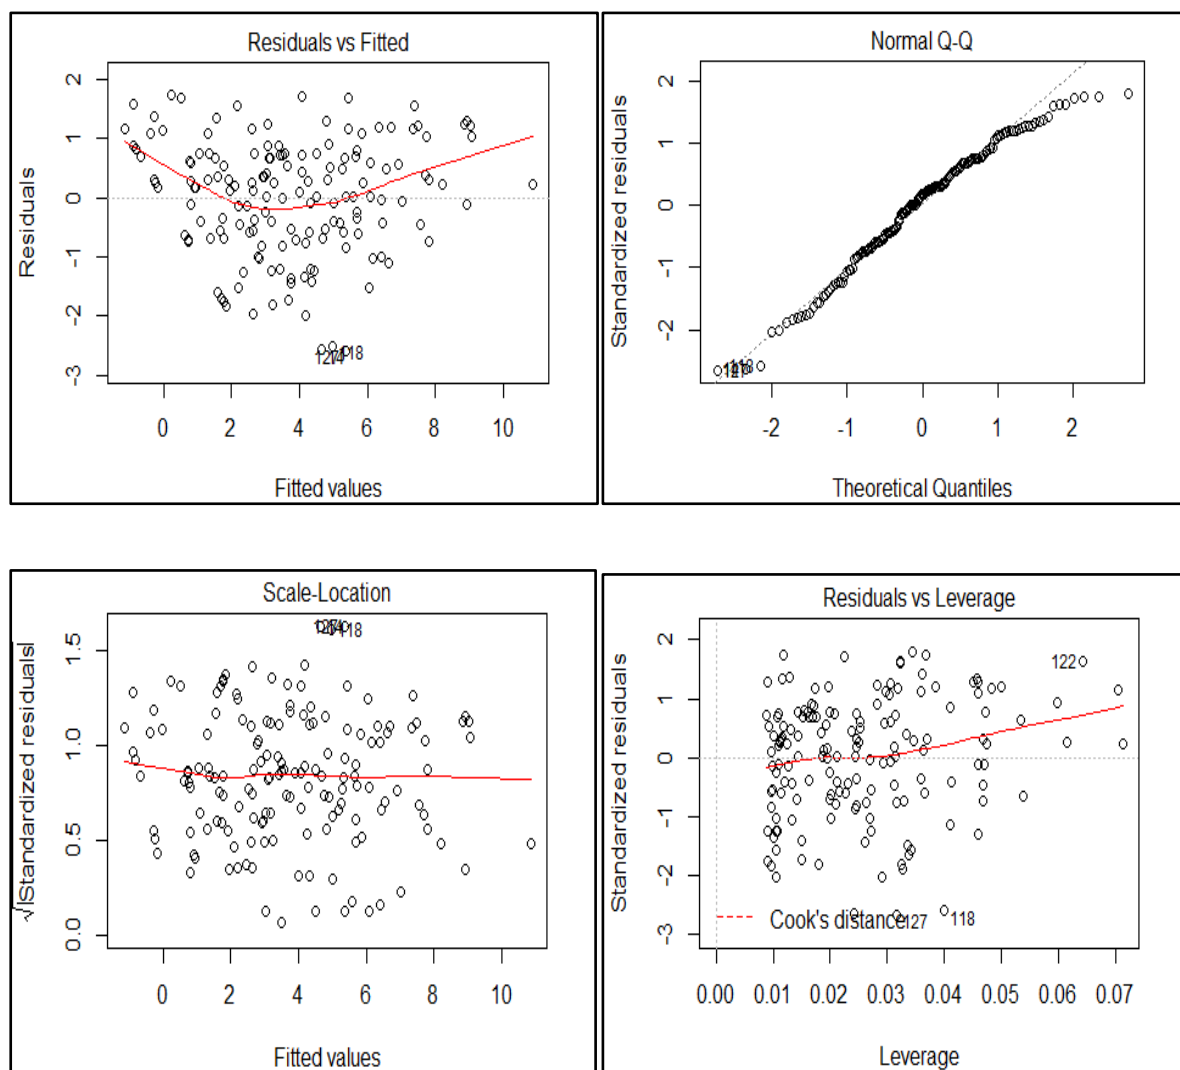 Residuals vs Fitted
Residuals
2
1
0
-1
-2
-3
118
0 2 4 6 8 10
Fitted values
Normal Q-Q
Standardized residuals
2
1
0
-1
-2
-2 -1 0 1 2
Theoretical Quantiles
Scale-Location
√|Standardized residuals|
1.5
1.0
0.5
0.0
118
0 2 4 6 8 10
Fitted values
Residuals vs Leverage
Standardized residuals
2
1
0
-1
-2
-3
122
Cook's distance
127
118
0.00 0.01 0.02 0.03 0.04 0.05 0.06 0.07
Leverage